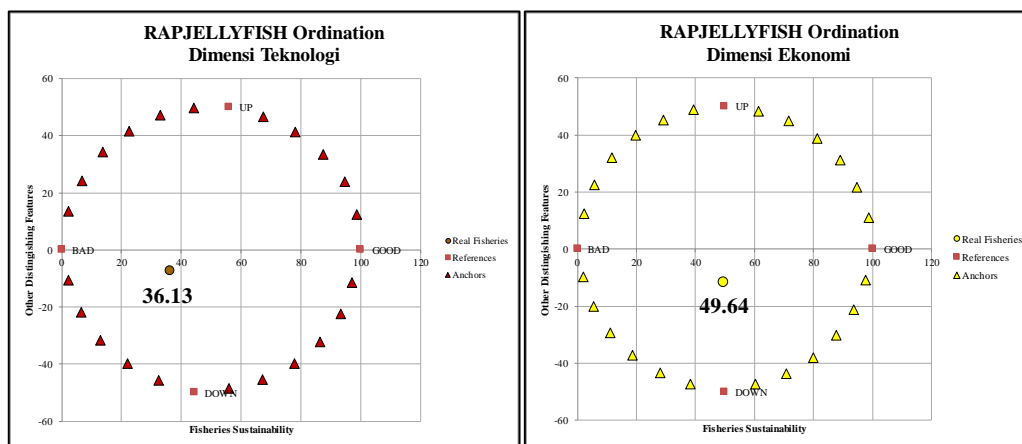 RAPJELLYFISH Ordination
Dimensi Teknologi
60
UP
40
20
0
BAD
GOOD
0
20
40
60
80
100
120
-20
-40
-60
36.13
DOWN
Other Distingishing Features
Fisheries Sustainability
Real Fisheries
References
Anchors
RAPJELLYFISH Ordination
Dimensi Ekonomi
60
UP
40
20
0
BAD
GOOD
0
20
40
60
80
100
120
-20
-40
-60
49.64
DOWN
Other Distingishing Features
Fisheries Sustainability
Real Fisheries
References
Anchors